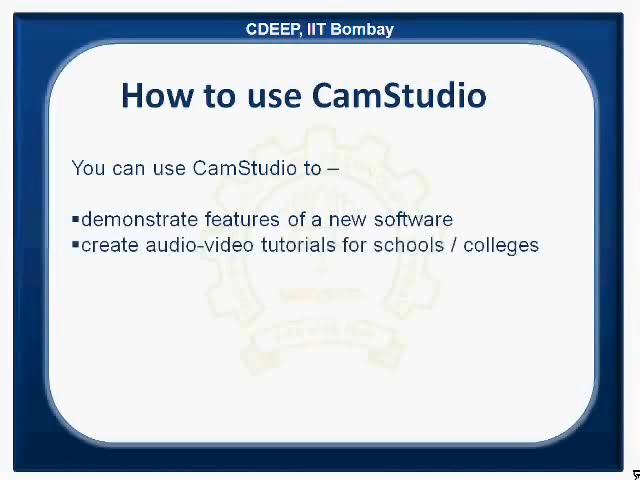 CDEEP, IIT Bombay
How to use CamStudio
You can use CamStudio to –
▪demonstrate features of a new software
▪create audio-video tutorials for schools / colleges